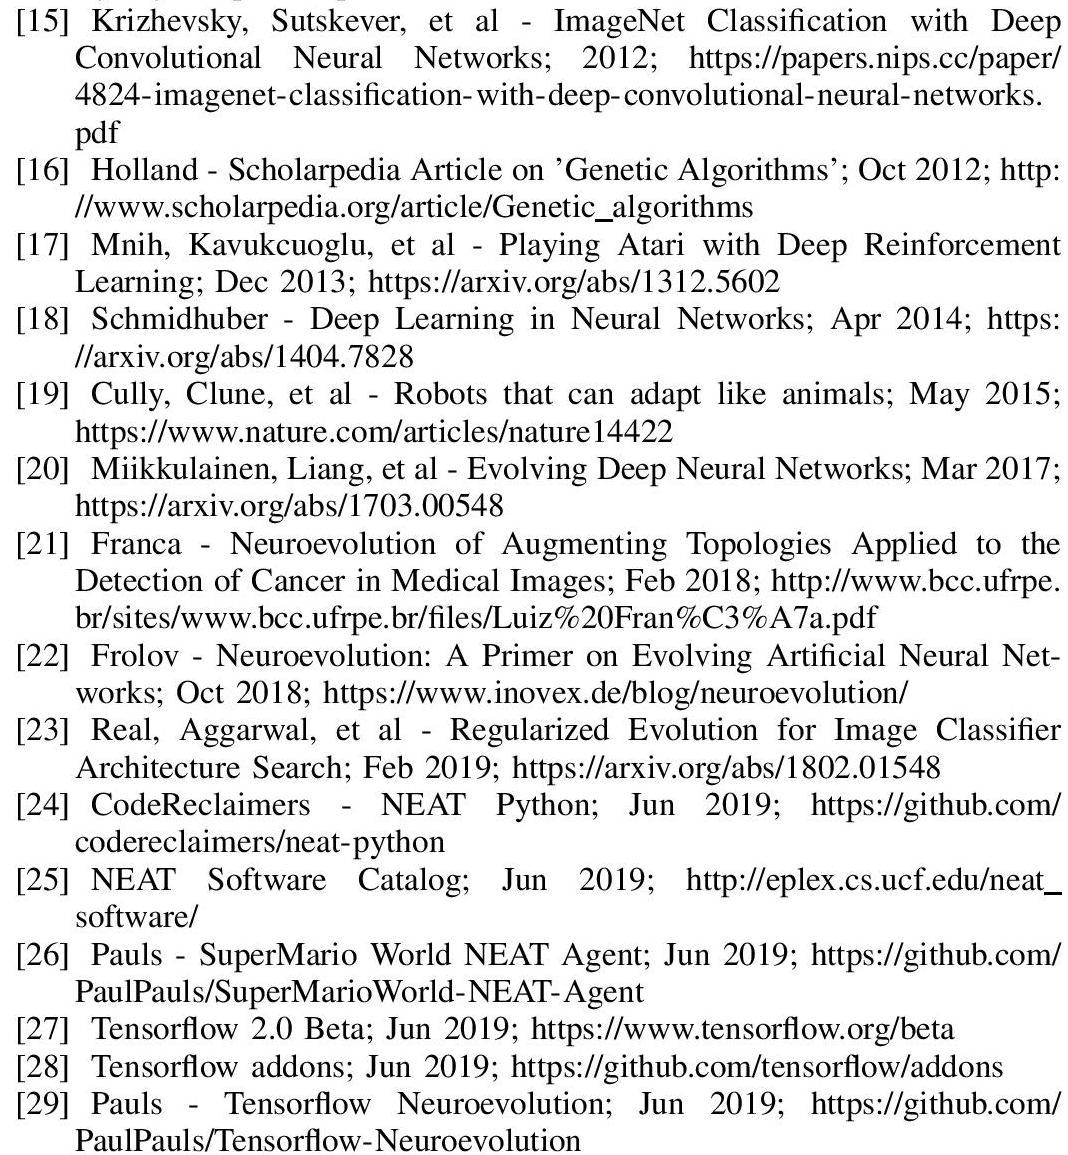 [15] Krizhevsky, Sutskever, et al - ImageNet Classification with Deep
Convolutional Neural Networks; 2012; https://papers.nips.cc/paper/
4824-imagenet-classification-with-deep-convolutional-neural-networks.
pdf
[16] Holland - Scholarpedia Article on ’Genetic Algorithms’; Oct 2012; http:
//www.scholarpedia.org/article/Genetic_algorithms
[17] Mnih, Kavukcuoglu, et al - Playing Atari with Deep Reinforcement
Learning; Dec 2013; https://arxiv.org/abs/1312.5602
[18] Schmidhuber - Deep Learning in Neural Networks; Apr 2014; https:
//arxiv.org/abs/1404.7828
[19] Cully, Clune, et al - Robots that can adapt like animals; May 2015;
https://www.nature.com/articles/nature14422
[20] Miikkulainen, Liang, et al - Evolving Deep Neural Networks; Mar 2017;
https://arxiv.org/abs/1703.00548
[21] Franca - Neuroevolution of Augmenting Topologies Applied to the
Detection of Cancer in Medical Images; Feb 2018; http://www.bcc.ufrpe.
br/sites/www.bcc.ufrpe.br/files/Luiz%20Fran%C3%A7a.pdf
[22] Frolov - Neuroevolution: A Primer on Evolving Artificial Neural Net-
works; Oct 2018; https://www.inovex.de/blog/neuroevolution/
[23] Real, Aggarwal, et al - Regularized Evolution for Image Classifier
Architecture Search; Feb 2019; https://arxiv.org/abs/1802.01548
[24] CodeReclaimers - NEAT Python; Jun 2019; https://github.com/
codereclaimers/neat-python
[25] NEAT Software Catalog; Jun 2019; http://eplex.cs.ucf.edu/neat_
software/
[26] Pauls - SuperMario World NEAT Agent; Jun 2019; https://github.com/
PaulPauls/SuperMarioWorld-NEAT-Agent
[27] Tensorflow 2.0 Beta; Jun 2019; https://www.tensorflow.org/beta
[28] Tensorflow addons; Jun 2019; https://github.com/tensorflow/addons
[29] Pauls - Tensorflow Neuroevolution; Jun 2019; https://github.com/
PaulPauls/Tensorflow-Neuroevolution